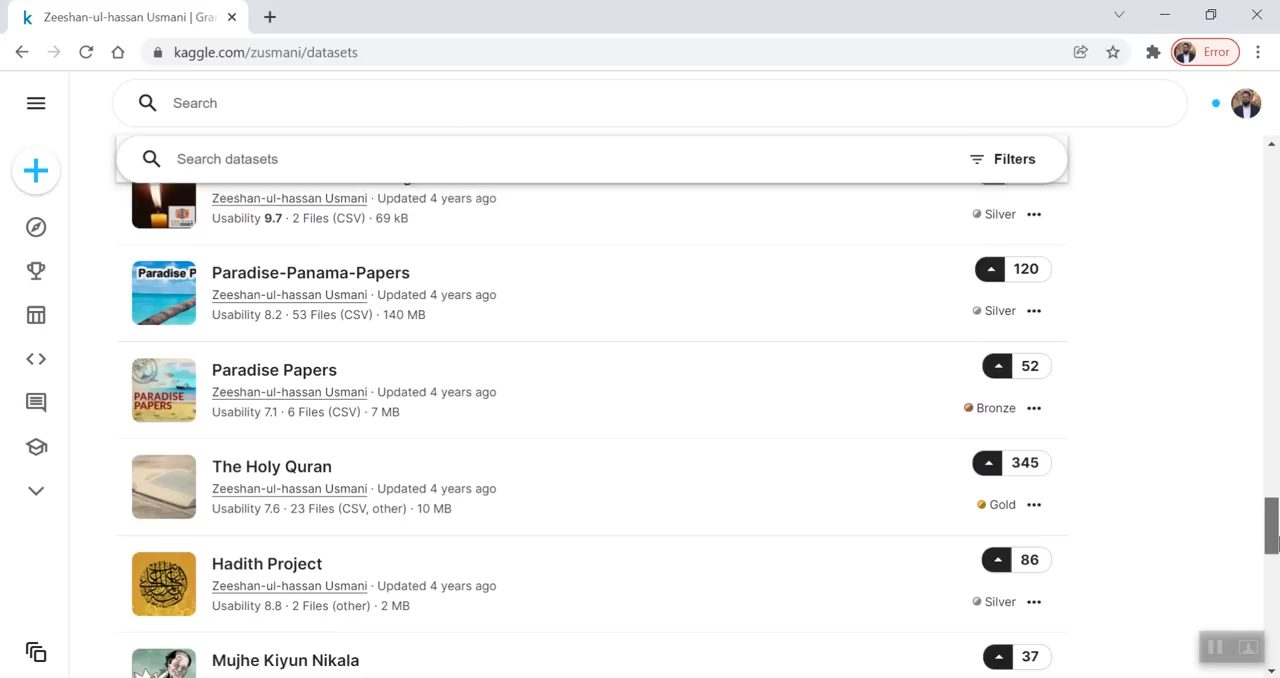 Zeeshan-ul-hassan Usmani | Gra
kaggle.com/zusmani/datasets
Error
Search
Search datasets
Filters
Zeeshan-ul-hassan Usmani · Updated 4 years ago
Usability 9.7 · 2 Files (CSV) · 69 kB
Silver
Paradise P
Paradise-Panama-Papers
120
Zeeshan-ul-hassan Usmani · Updated 4 years ago
Usability 8.2 · 53 Files (CSV) · 140 MB
Silver
PARADISE
PAPERS
Paradise Papers
52
Zeeshan-ul-hassan Usmani · Updated 4 years ago
Usability 7.1 · 6 Files (CSV) · 7 MB
Bronze
The Holy Quran
345
Zeeshan-ul-hassan Usmani · Updated 4 years ago
Usability 7.6 · 23 Files (CSV, other) · 10 MB
Gold
Hadith Project
86
Zeeshan-ul-hassan Usmani · Updated 4 years ago
Usability 8.8 · 2 Files (other) · 2 MB
Silver
Mujhe Kiyun Nikala
37